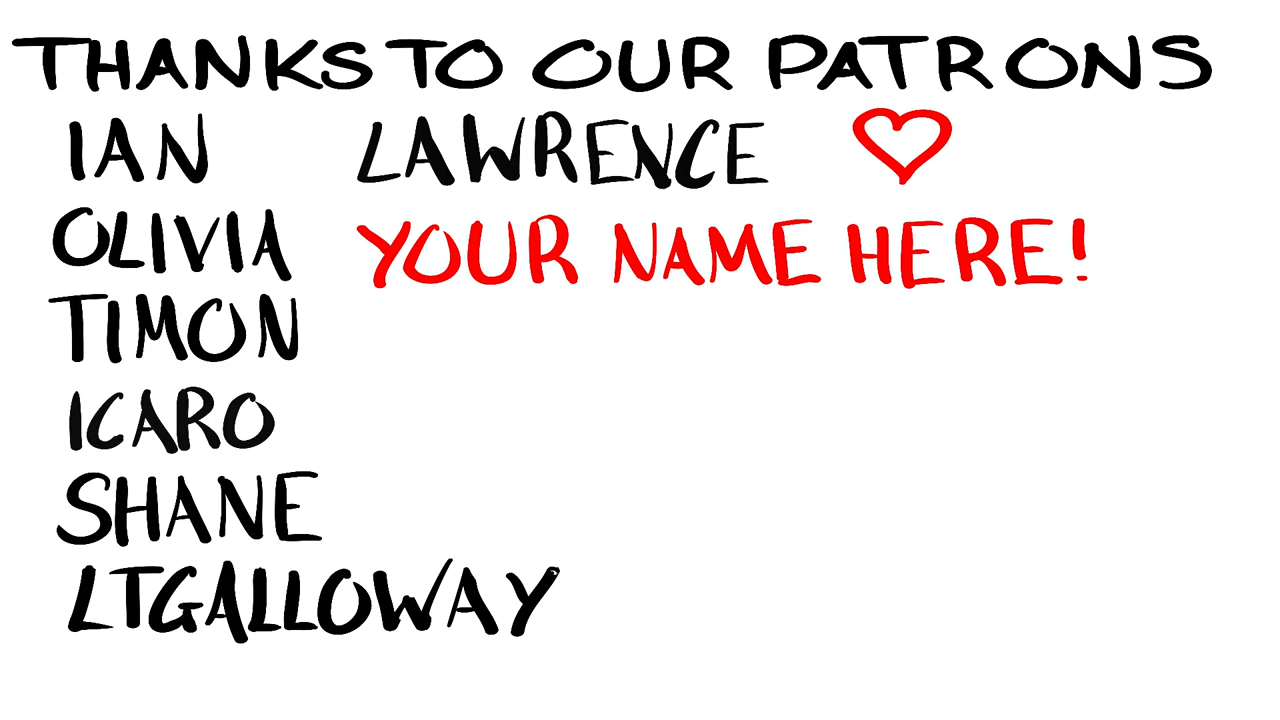 THANKS TO OUR PATRONS
IAN
OLIVIA
TIMON
ICARO
SHANE
LTGALLOWAY
LAWRENCE
YOUR NAME HERE!